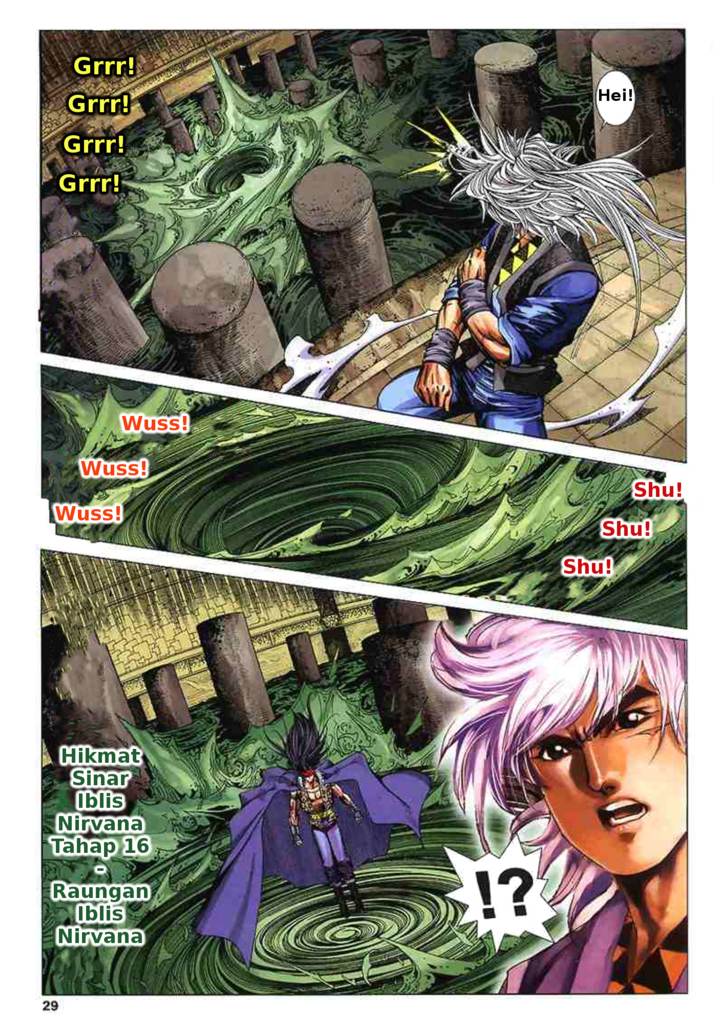 Grrr!
Grrr!
Grrr!
Grrr!
Hei!
Wuss!
Wuss!
Wuss!
Shu!
Shu!
Shu!
Hikmat
Sinar
Iblis
Nirvana
Tahap 16
-
Raungan
Iblis
Nirvana
!?
29